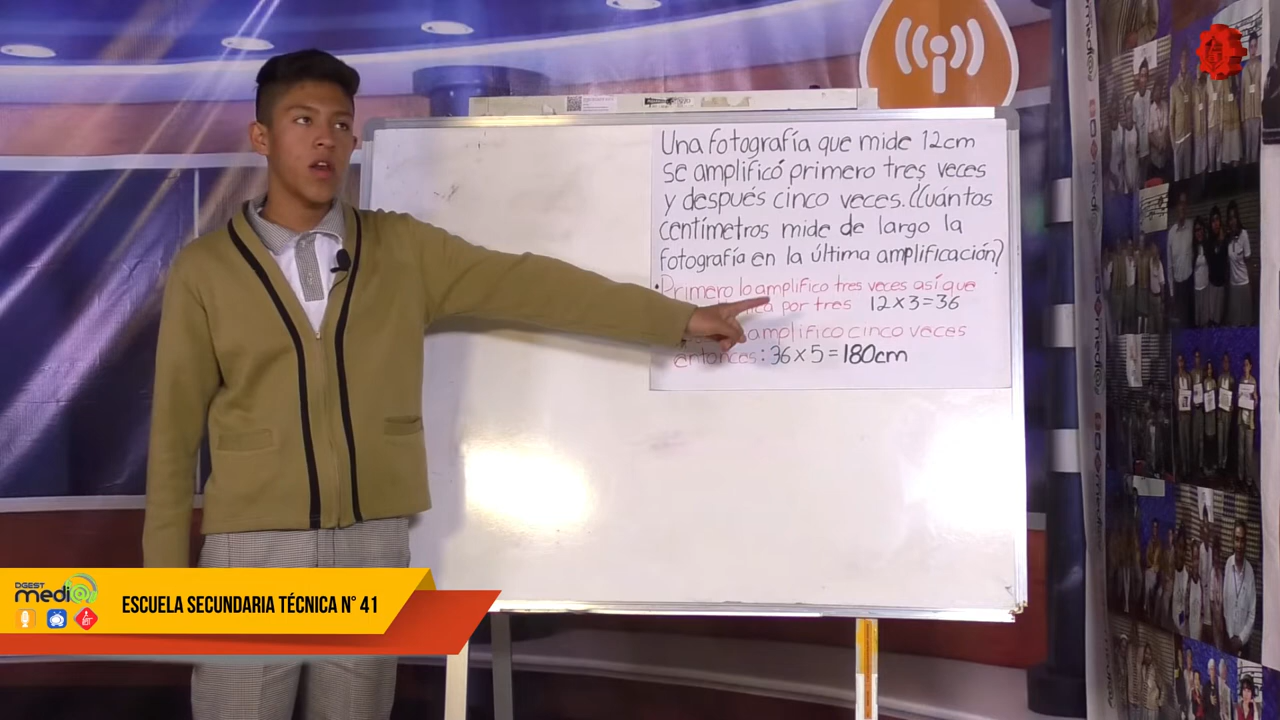 Una fotografía que mide 12cm
se amplificó primero tres veces
y después cinco veces. ¿Cuántos
centímetros mide de largo la
fotografía en la última amplificación?
Primero lo amplifico tres veces así que
por tres 12x3=36
amplifico cinco veces
entonces: 36x5=180cm
DGEST
medi@
ESCUELA SECUNDARIA TÉCNICA N° 41